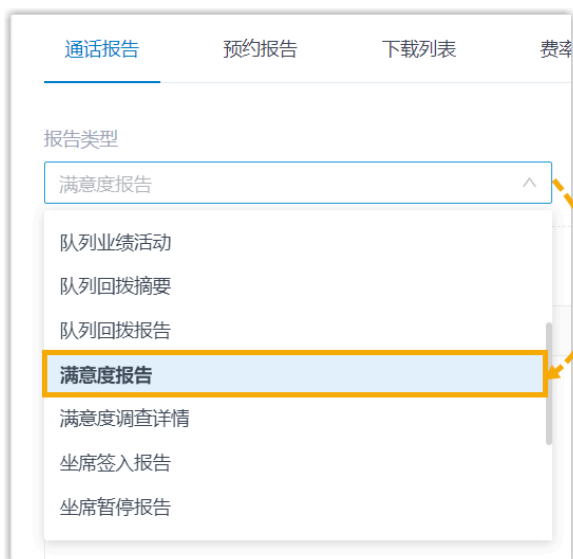 通话报告 预约报告 下载列表 费率
报告类型
满意度报告
队列业绩活动
队列回拨摘要
队列回拨报告
满意度报告
满意度调查详情
坐席签入报告
坐席暂停报告